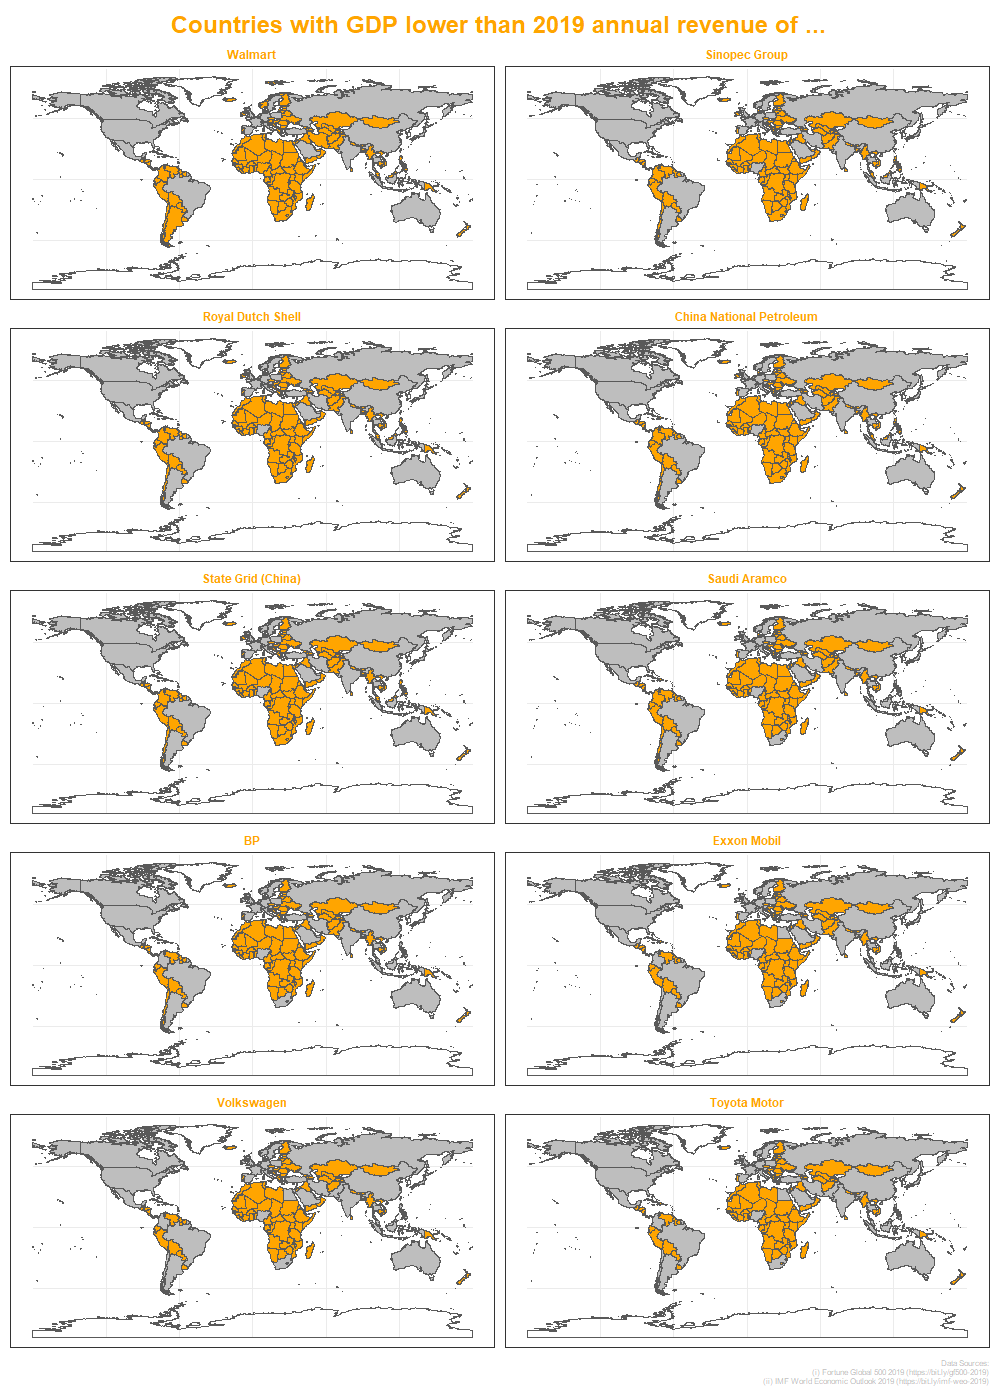 Countries with GDP lower than 2019 annual revenue of ...
Walmart
Sinopec Group
Royal Dutch Shell
China National Petroleum
State Grid (China)
Saudi Aramco
BP
Exxon Mobil
Volkswagen
Toyota Motor
Data Sources:
(i) Fortune Global 500 2019 (https://bit.ly/gf500-2019)
(ii) IMF World Economic Outlook 2019 (https://bit.ly/imf-weo-2019)